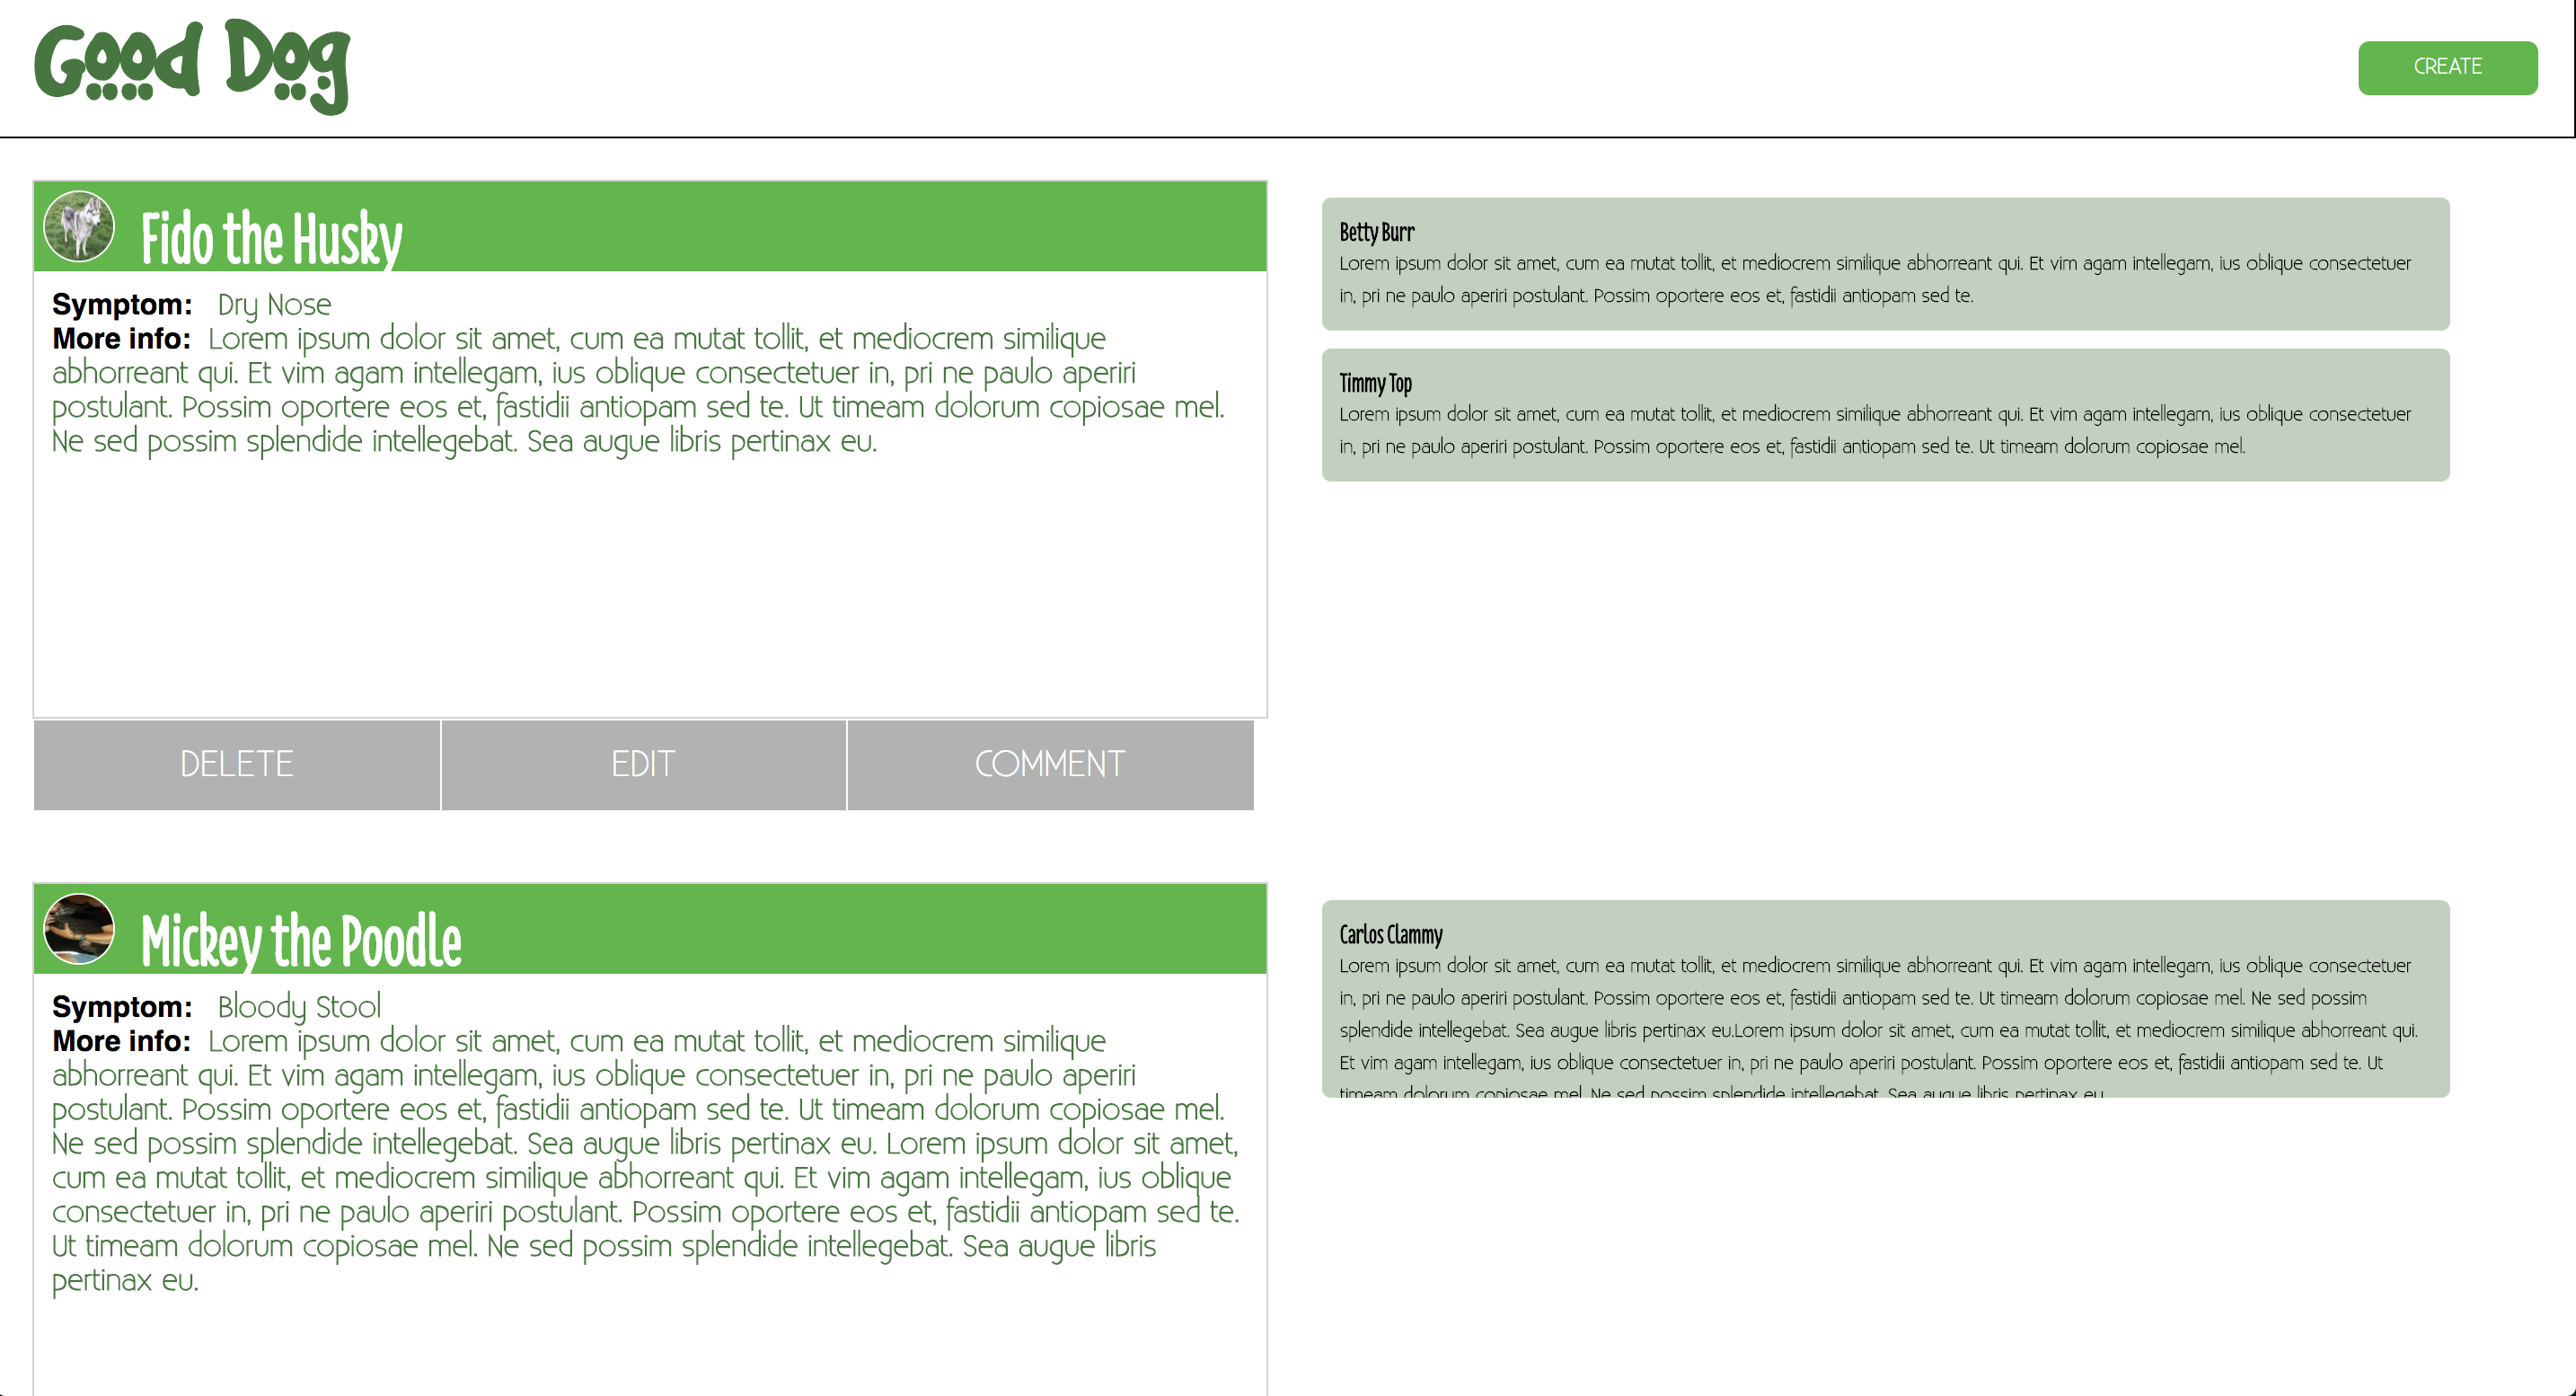 Good Dog
CREATE
Fido the Husky
Symptom: Dry Nose
More info: Lorem ipsum dolor sit amet, cum ea mutat tollit, et mediocrem similique
abhorreant qui. Et vim agam intellegam, ius oblique consectetuer in, pri ne paulo aperiri
postulant. Possim oportere eos et, fastidii antiopam sed te. Ut timeam dolorum copiosae mel.
Ne sed possim splendide intellegebat. Sea augue libris pertinax eu.
DELETE
EDIT
COMMENT
Betty Burr
Lorem ipsum dolor sit amet, cum ea mutat tollit, et mediocrem similique abhorreant qui. Et vim agam intellegam, ius oblique consectetuer
in, pri ne paulo aperiri postulant. Possim oportere eos et, fastidii antiopam sed te.
Timmy Top
Lorem ipsum dolor sit amet, cum ea mutat tollit, et mediocrem similique abhorreant qui. Et vim agam intellegam, ius oblique consectetuer
in, pri ne paulo aperiri postulant. Possim oportere eos et, fastidii antiopam sed te. Ut timeam dolorum copiosae mel.
Mickey the Poodle
Symptom: Bloody Stool
More info: Lorem ipsum dolor sit amet, cum ea mutat tollit, et mediocrem similique
abhorreant qui. Et vim agam intellegam, ius oblique consectetuer in, pri ne paulo aperiri
postulant. Possim oportere eos et, fastidii antiopam sed te. Ut timeam dolorum copiosae mel.
Ne sed possim splendide intellegebat. Sea augue libris pertinax eu. Lorem ipsum dolor sit amet,
cum ea mutat tollit, et mediocrem similique abhorreant qui. Et vim agam intellegam, ius oblique
consectetuer in, pri ne paulo aperiri postulant. Possim oportere eos et, fastidii antiopam sed te.
Ut timeam dolorum copiosae mel. Ne sed possim splendide intellegebat. Sea augue libris
pertinax eu.
Carlos Clammy
Lorem ipsum dolor sit amet, cum ea mutat tollit, et mediocrem similique abhorreant qui. Et vim agam intellegam, ius oblique consectetuer
in, pri ne paulo aperiri postulant. Possim oportere eos et, fastidii antiopam sed te. Ut timeam dolorum copiosae mel. Ne sed possim
splendide intellegebat. Sea augue libris pertinax eu.Lorem ipsum dolor sit amet, cum ea mutat tollit, et mediocrem similique abhorreant qui.
Et vim agam intellegam, ius oblique consectetuer in, pri ne paulo aperiri postulant. Possim oportere eos et, fastidii antiopam sed te. Ut
timeam dolorum copiosae mel. Ne sed possim splendide intellegebat. Sea augue libris pertinax eu.